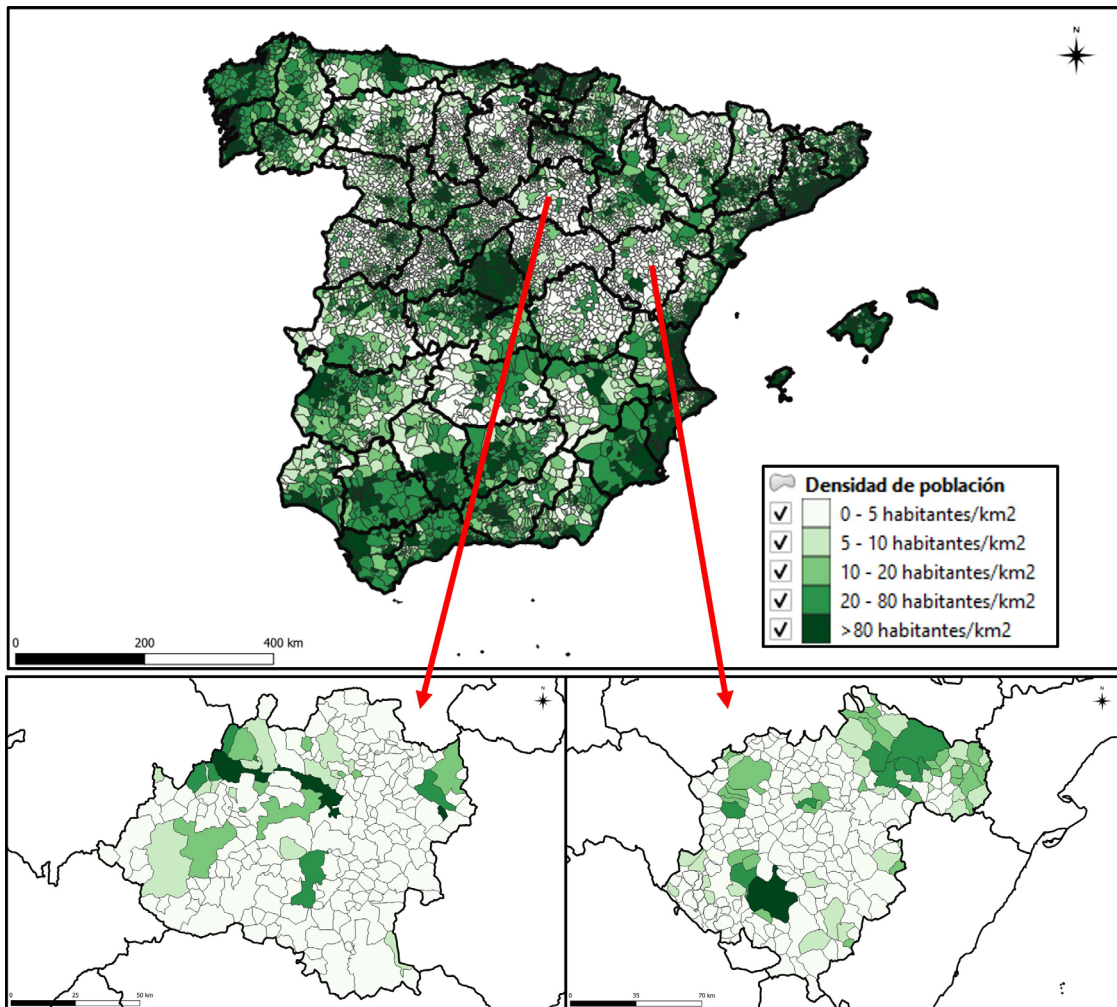 N
Densidad de población
0 - 5 habitantes/km2
5 - 10 habitantes/km2
10 - 20 habitantes/km2
20 - 80 habitantes/km2
>80 habitantes/km2
0 200 400 km
N
N
0 25 50 km
0 35 70 km